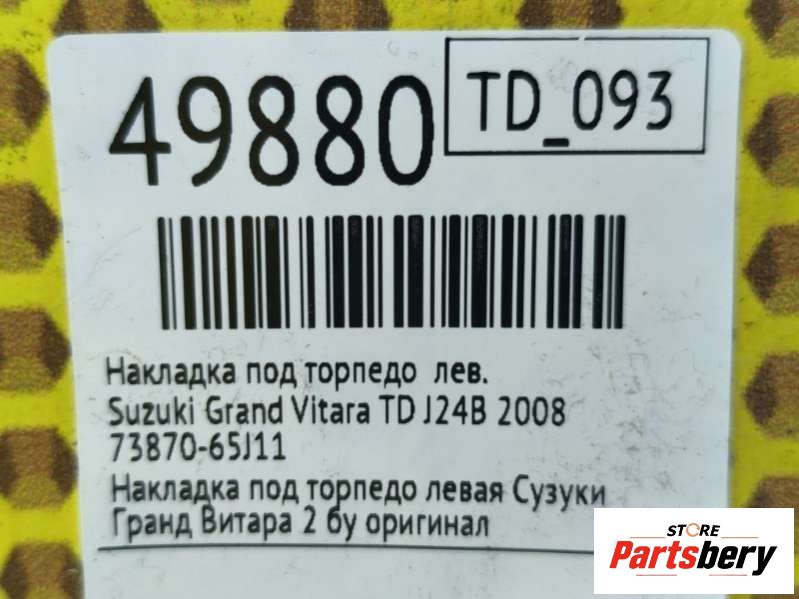 49880
TD_093
Накладка под торпедо лев.
Suzuki Grand Vitara TD J24B 2008
73870-65J11
Накладка под торпедо левая Сузуки
Гранд Витара 2 бу оригинал
STORE
Partsbery